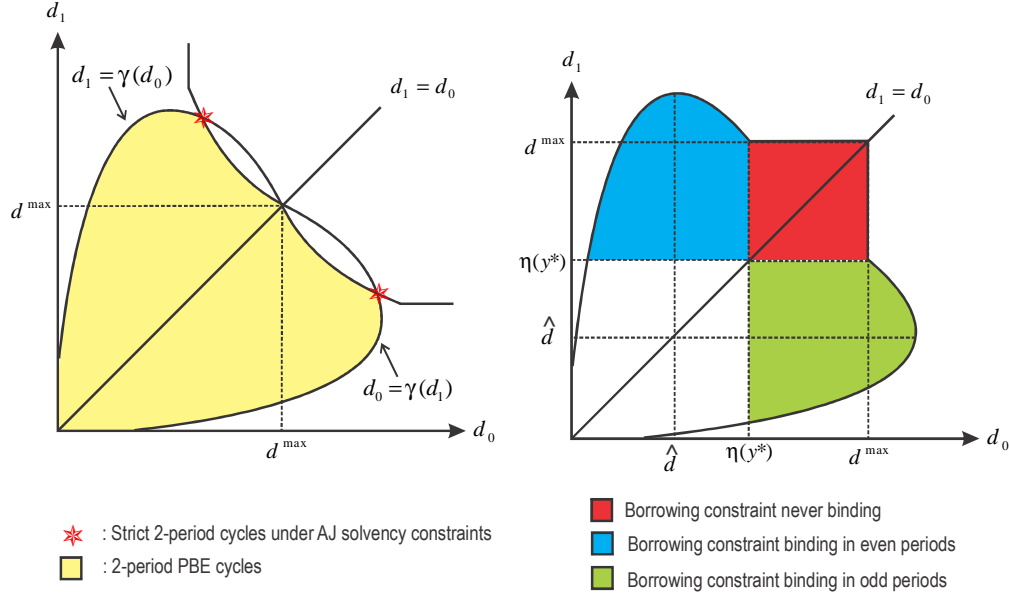 d₁
d₁ = γ(d₀)
d₁ = d₀
d^max
d₀ = γ(d₁)
d₀
d^max
: Strict 2-period cycles under AJ solvency constraints
: 2-period PBE cycles
d₁
d₁ = d₀
d^max
η(y*)
d̂
d̂
η(y*)
d^max
d₀
Borrowing constraint never binding
Borrowing constraint binding in even periods
Borrowing constraint binding in odd periods